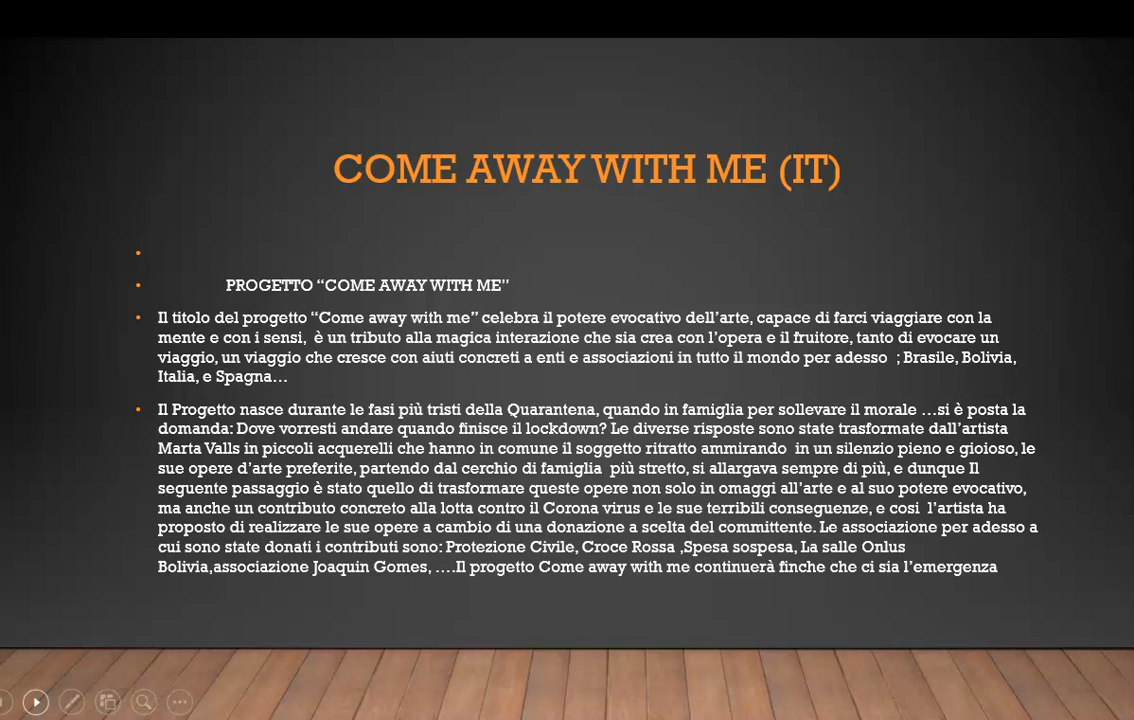 COME AWAY WITH ME (IT)
PROGETTO “COME AWAY WITH ME”
Il titolo del progetto “Come away with me” celebra il potere evocativo dell’arte, capace di farci viaggiare con la
mente e con i sensi, è un tributo alla magica interazione che sia crea con l’opera e il fruitore, tanto di evocare un
viaggio, un viaggio che cresce con aiuti concreti a enti e associazioni in tutto il mondo per adesso ; Brasile, Bolivia,
Italia, e Spagna…
Il Progetto nasce durante le fasi più tristi della Quarantena, quando in famiglia per sollevare il morale …si è posta la
domanda: Dove vorresti andare quando finisce il lockdown? Le diverse risposte sono state trasformate dall’artista
Marta Valls in piccoli acquerelli che hanno in comune il soggetto ritratto ammirando in un silenzio pieno e gioioso, le
sue opere d’arte preferite, partendo dal cerchio di famiglia più stretto, si allargava sempre di più, e dunque Il
seguente passaggio è stato quello di trasformare queste opere non solo in omaggi all’arte e al suo potere evocativo,
ma anche un contributo concreto alla lotta contro il Corona virus e le sue terribili conseguenze, e cosi l’artista ha
proposto di realizzare le sue opere a cambio di una donazione a scelta del committente. Le associazione per adesso a
cui sono state donati i contributi sono: Protezione Civile, Croce Rossa ,Spesa sospesa, La salle Onlus
Bolivia,associazione Joaquin Gomes, ….Il progetto Come away with me continuerà finche che ci sia l’emergenza